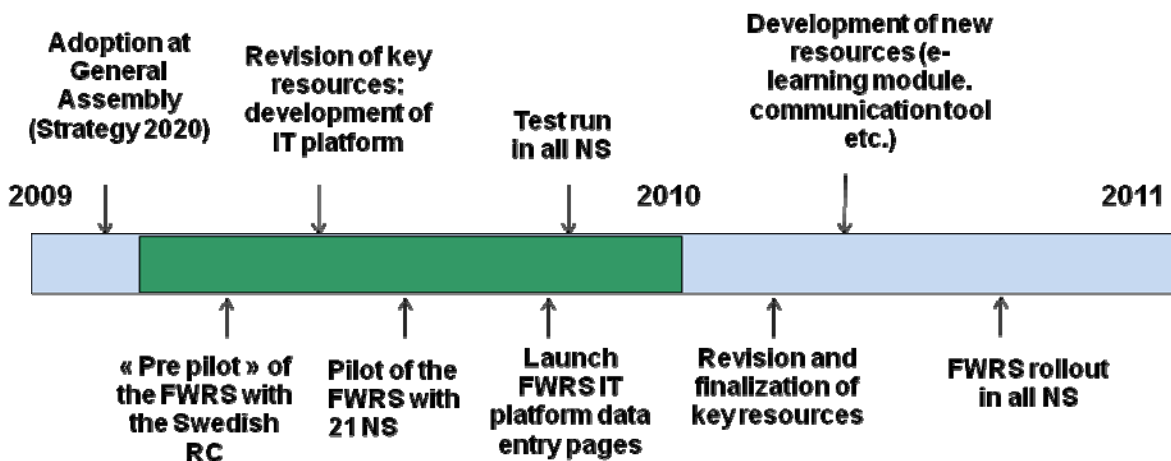 Adoption at
General
Assembly
(Strategy 2020)
Revision of key
resources;
development of
IT platform
Test run
in all NS
Development of new
resources (e-
learning module.
communication tool
etc.)
2009
2010
2011
« Pre pilot » of
the FWRS with
the Swedish
RC
Pilot of the
FWRS with
21 NS
Launch
FWRS IT
platform data
entry pages
Revision and
finalization of
key resources
FWRS rollout
in all NS